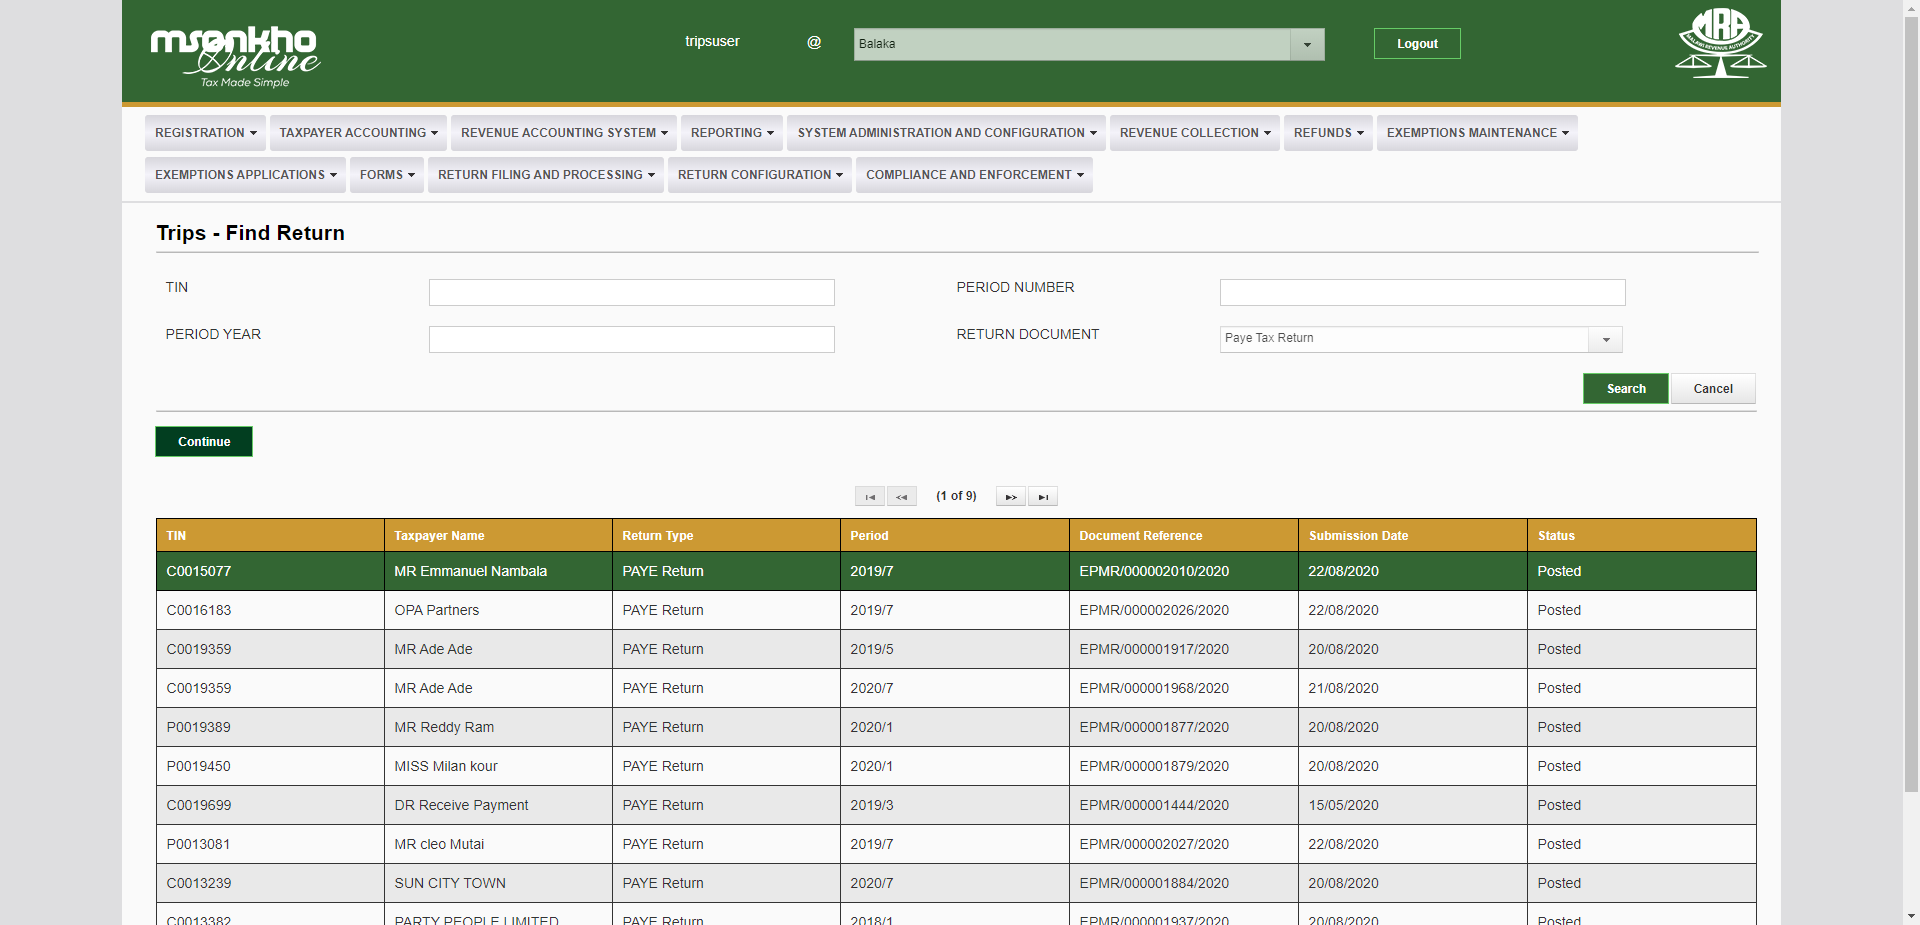 msonkho
Online
Tax Made Simple
tripsuser @ Balaka Logout
MRA
MALAWI REVENUE AUTHORITY
REGISTRATION TAXPAYER ACCOUNTING REVENUE ACCOUNTING SYSTEM REPORTING SYSTEM ADMINISTRATION AND CONFIGURATION REVENUE COLLECTION REFUNDS EXEMPTIONS MAINTENANCE
EXEMPTIONS APPLICATIONS FORMS RETURN FILING AND PROCESSING RETURN CONFIGURATION COMPLIANCE AND ENFORCEMENT
Trips - Find Return
TIN PERIOD NUMBER
PERIOD YEAR RETURN DOCUMENT Paye Tax Return
Search Cancel
Continue
(1 of 9)
TIN Taxpayer Name Return Type Period Document Reference Submission Date Status
C0015077 MR Emmanuel Nambala PAYE Return 2019/7 EPMR/000002010/2020 22/08/2020 Posted
C0016183 OPA Partners PAYE Return 2019/7 EPMR/000002026/2020 22/08/2020 Posted
C0019359 MR Ade Ade PAYE Return 2019/5 EPMR/000001917/2020 20/08/2020 Posted
C0019359 MR Ade Ade PAYE Return 2020/7 EPMR/000001968/2020 21/08/2020 Posted
P0019389 MR Reddy Ram PAYE Return 2020/1 EPMR/000001877/2020 20/08/2020 Posted
P0019450 MISS Milan kour PAYE Return 2020/1 EPMR/000001879/2020 20/08/2020 Posted
C0019699 DR Receive Payment PAYE Return 2019/3 EPMR/000001444/2020 15/05/2020 Posted
P0013081 MR cleo Mutai PAYE Return 2019/7 EPMR/000002027/2020 22/08/2020 Posted
C0013239 SUN CITY TOWN PAYE Return 2020/7 EPMR/000001884/2020 20/08/2020 Posted
C0013382 PARTY PEOPLE LIMITED PAYE Return 2018/1 EPMR/000001937/2020 20/08/2020 Posted